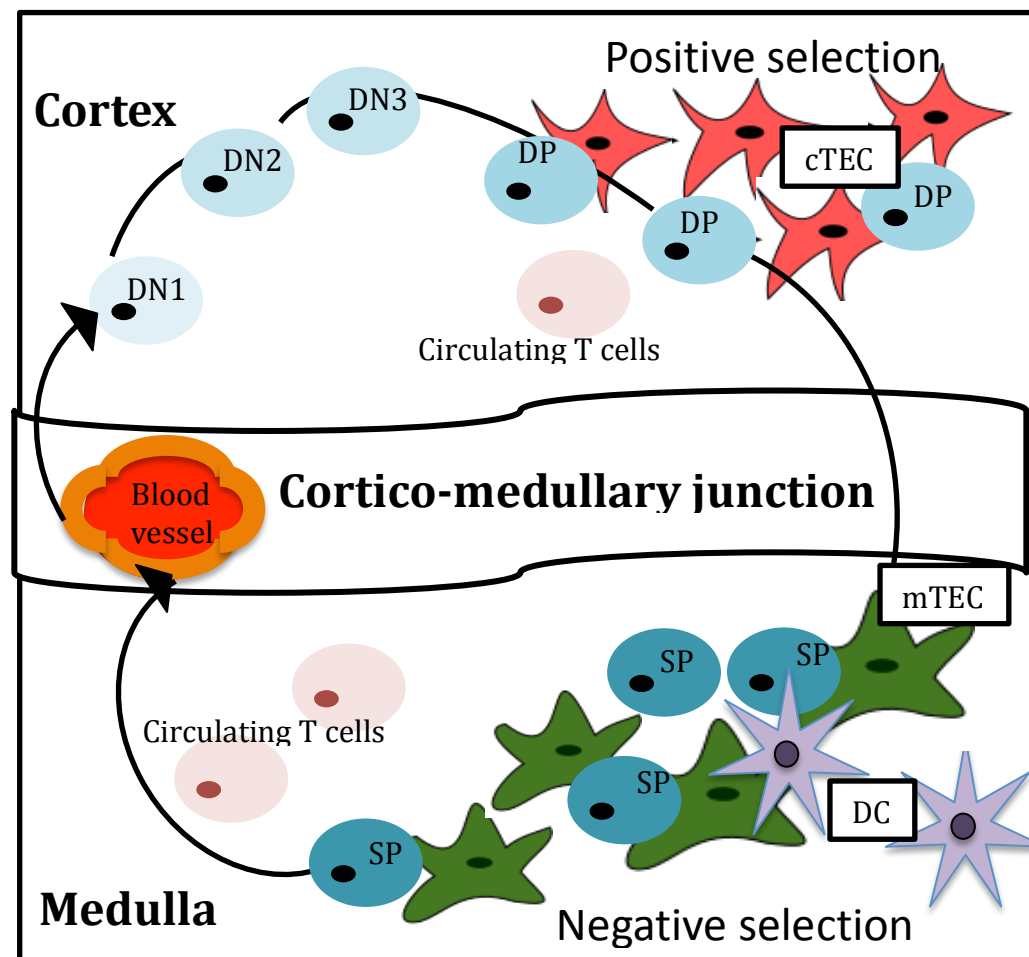 Positive selection
Cortex
DN3
DN2
DP
cTEC
DP
DP
DN1
Circulating T cells
Blood
vessel
Cortico-medullary junction
mTEC
SP
SP
Circulating T cells
SP
DC
SP
Medulla
Negative selection